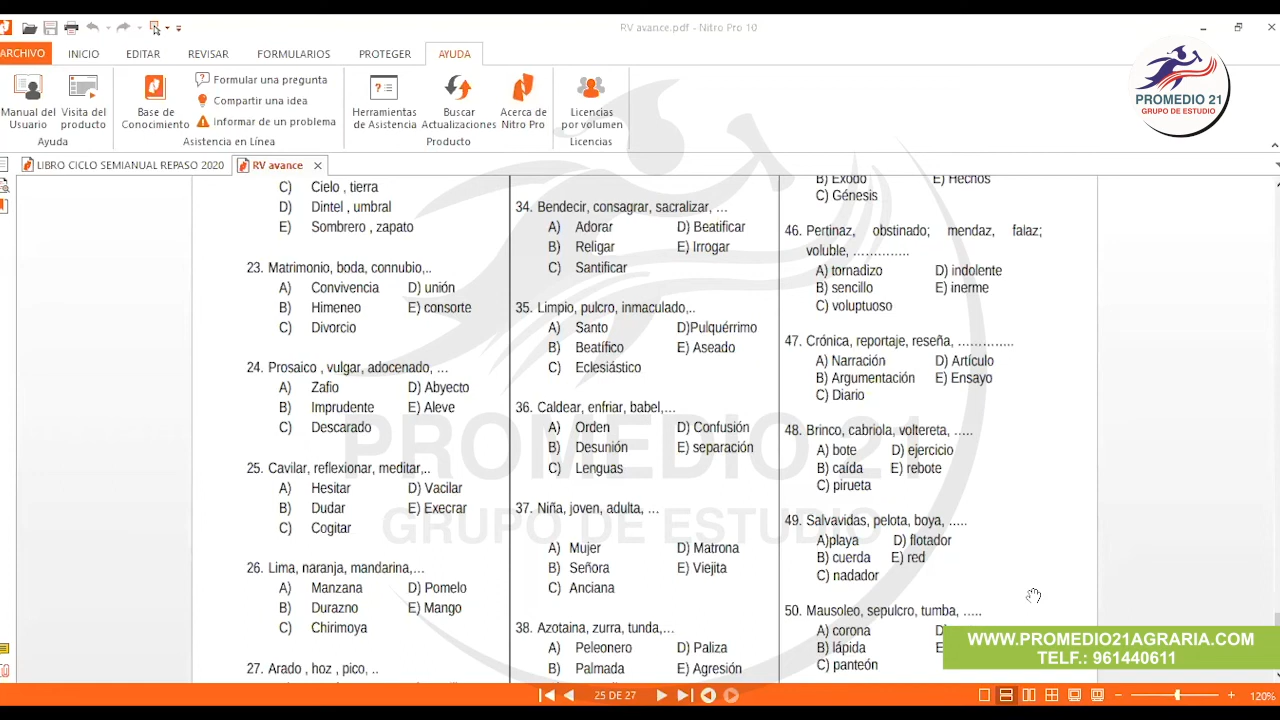 RV avance.pdf - Nitro Pro 10
ARCHIVO INICIO EDITAR REVISAR FORMULARIOS PROTEGER AYUDA
Manual del Usuario
Visita del producto
Ayuda
Base de Conocimiento
Formular una pregunta
Compartir una idea
Informar de un problema
Asistencia en Línea
Herramientas de Asistencia
Buscar Actualizaciones
Acerca de Nitro Pro
Producto
Licencias por volumen
Licencias
PROMEDIO 21
GRUPO DE ESTUDIO
LIBRO CICLO SEMIANUAL REPASO 2020
RV avance
C) Cielo , tierra
D) Dintel , umbral
E) Sombrero , zapato
23. Matrimonio, boda, connubio,..
A) Convivencia D) unión
B) Himeneo E) consorte
C) Divorcio
24. Prosaico , vulgar, adocenado, ...
A) Zafio D) Abyecto
B) Imprudente E) Aleve
C) Descarado
25. Cavilar, reflexionar, meditar,..
A) Hesitar D) Vacilar
B) Dudar E) Execrar
C) Cogitar
26. Lima, naranja, mandarina,...
A) Manzana D) Pomelo
B) Durazno E) Mango
C) Chirimoya
27. Arado , hoz , pico, ..
34. Bendecir, consagrar, sacralizar, ...
A) Adorar D) Beatificar
B) Religar E) Irrogar
C) Santificar
35. Limpio, pulcro, inmaculado,..
A) Santo D)Pulquérrimo
B) Beatífico E) Aseado
C) Eclesiástico
36. Caldear, enfriar, babel,...
A) Orden D) Confusión
B) Desunión E) separación
C) Lenguas
37. Niña, joven, adulta, ...
A) Mujer D) Matrona
B) Señora E) Viejita
C) Anciana
38. Azotaina, zurra, tunda,...
A) Peleonero D) Paliza
B) Palmada E) Agresión
B) Éxodo E) Hechos
C) Génesis
46. Pertinaz, obstinado; mendaz, falaz;
voluble, ..............
A) tornadizo D) indolente
B) sencillo E) inerme
C) voluptuoso
47. Crónica, reportaje, reseña, ..............
A) Narración D) Artículo
B) Argumentación E) Ensayo
C) Diario
48. Brinco, cabriola, voltereta, .....
A) bote D) ejercicio
B) caída E) rebote
C) pirueta
49. Salvavidas, pelota, boya, .....
A)playa D) flotador
B) cuerda E) red
C) nadador
50. Mausoleo, sepulcro, tumba, .....
A) corona D)
B) lápida E
C) panteón
PROMEDIO 21
GRUPO DE ESTUDIO
WWW.PROMEDIO21AGRARIA.COM
TELF.: 961440611
25 DE 27
120%